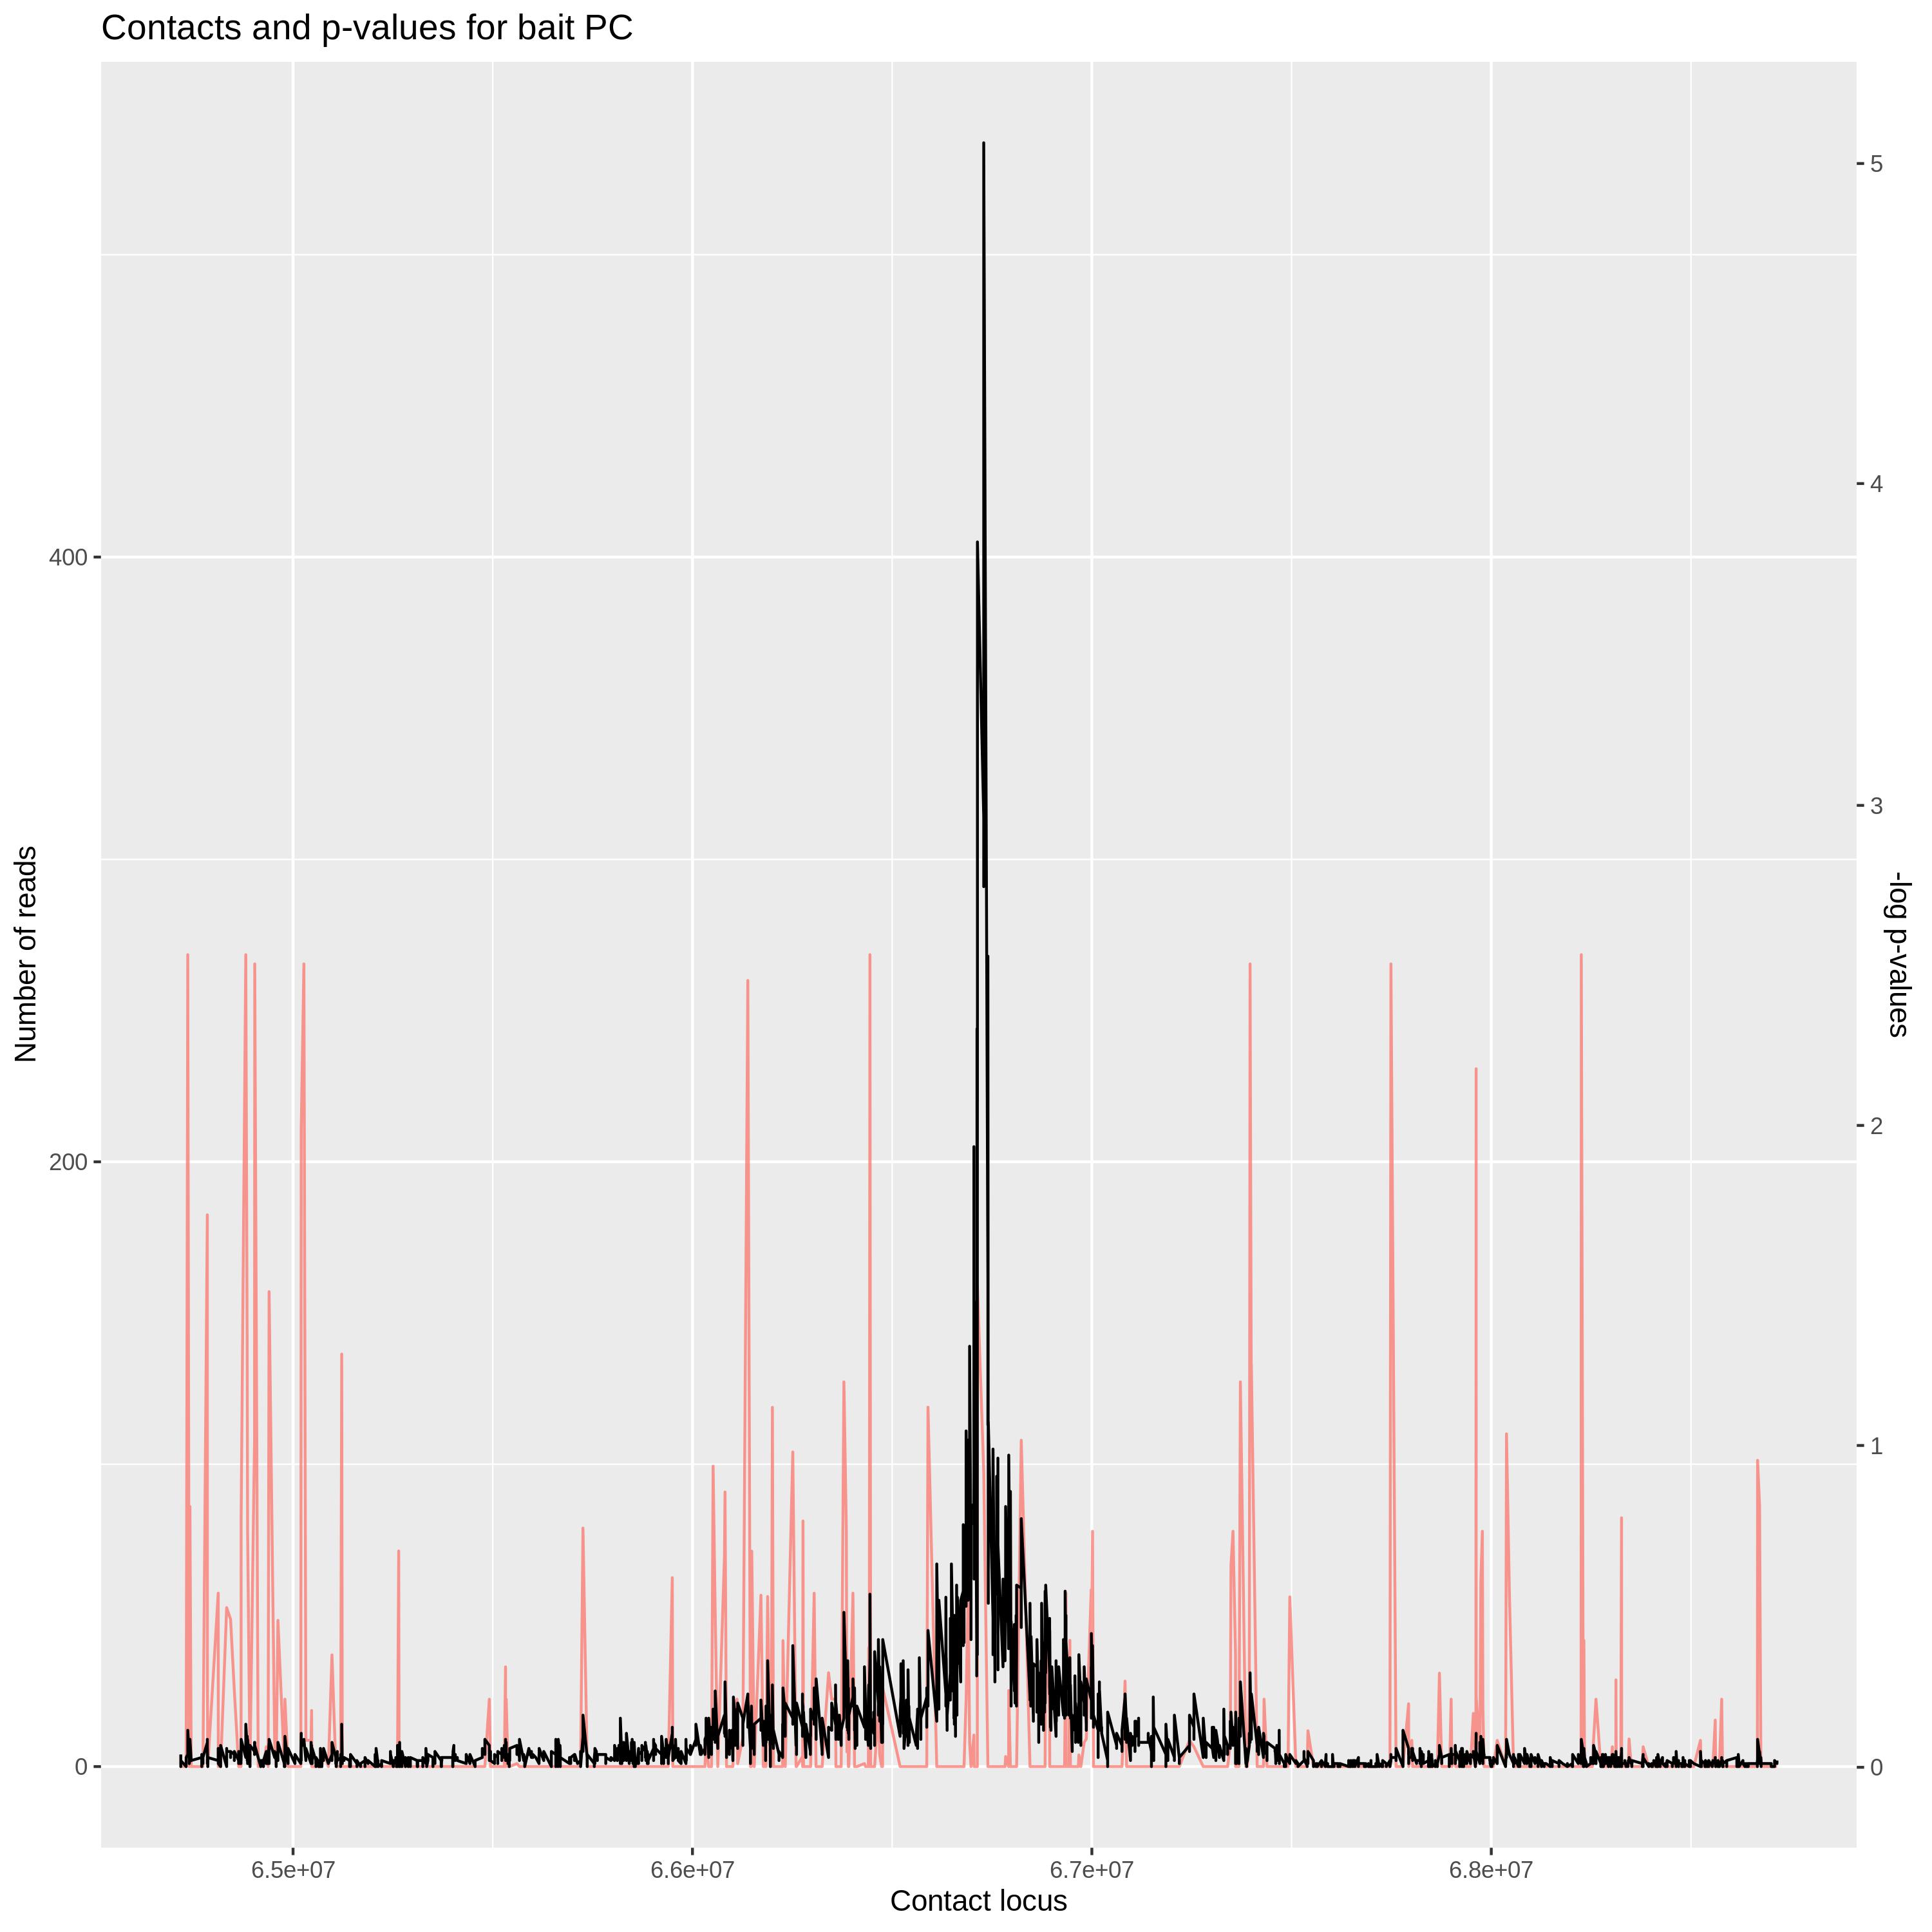 Contacts and p-values for bait PC
Number of reads
400
200
0
5
4
3
2
1
0
-log p-values
6.5e+07
6.6e+07
6.7e+07
6.8e+07
Contact locus